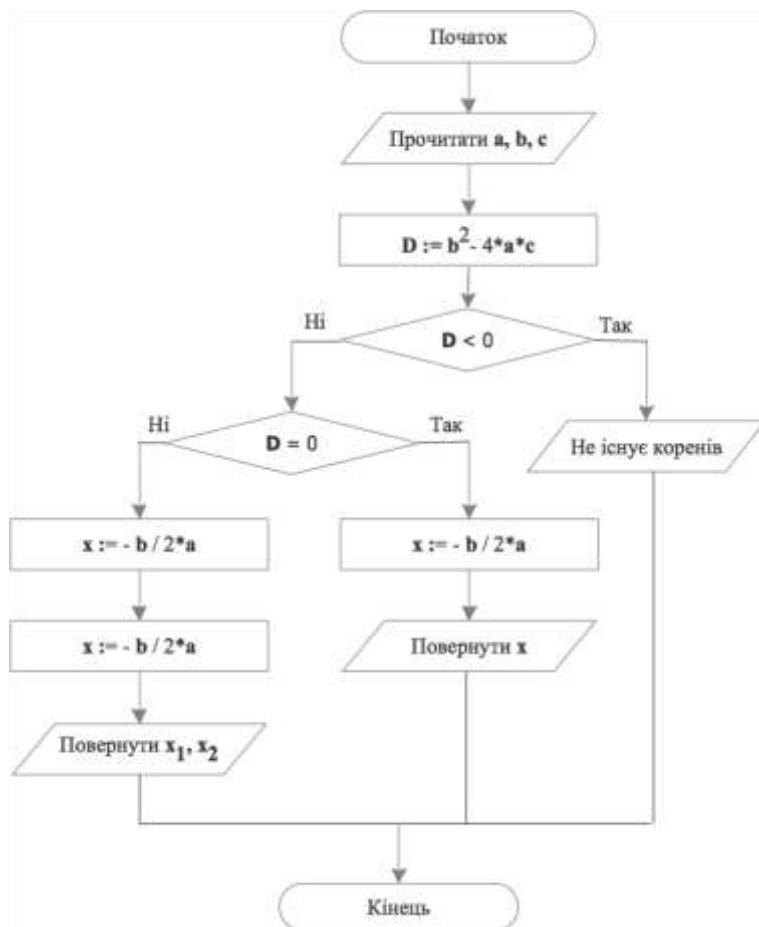 Початок
Прочитати a, b, c
D := b²- 4*a*c
Ні
Так
D < 0
Ні
Так
D = 0
Не існує коренів
x := - b / 2*a
x := - b / 2*a
x := - b / 2*a
Повернути x
Повернути x₁, x₂
Кінець